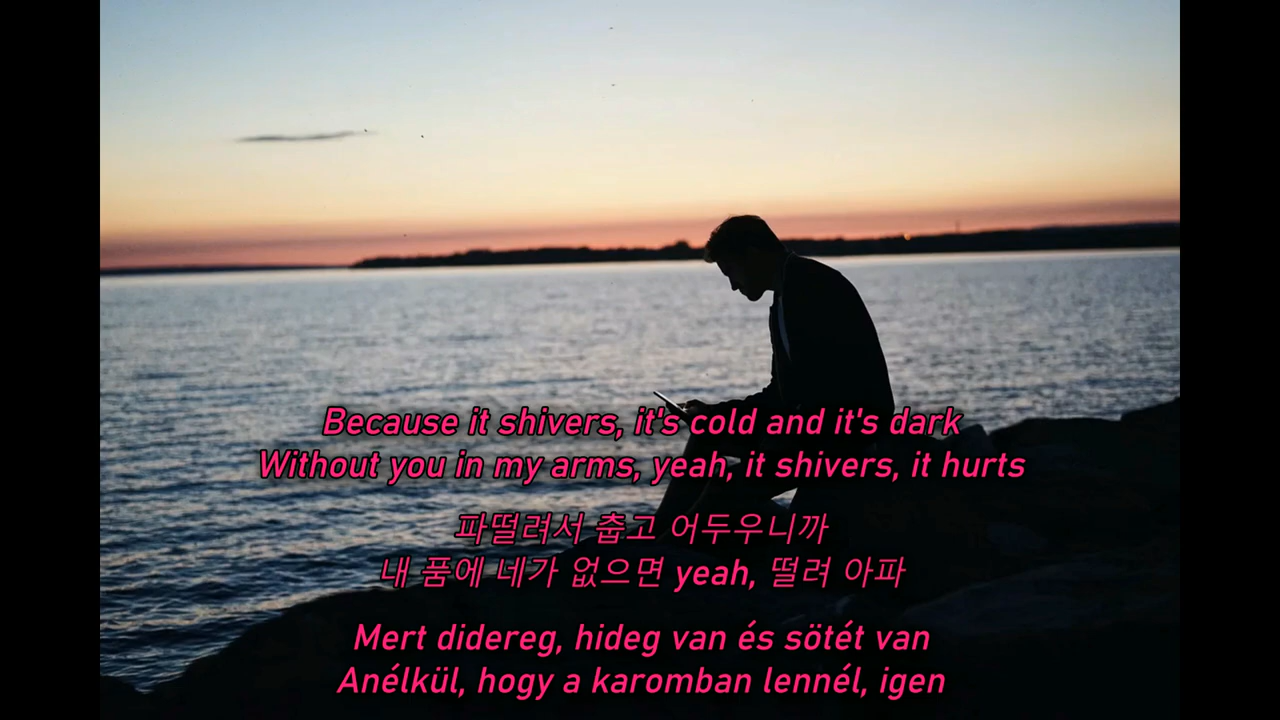 Because it shivers, it's cold and it's dark
Without you in my arms, yeah, it shivers, it hurts
파떨려서 춥고 어두우니까
내 품에 네가 없으면 yeah, 떨려 아파
Mert didereg, hideg van és sötét van
Anélkül, hogy a karomban lennél, igen